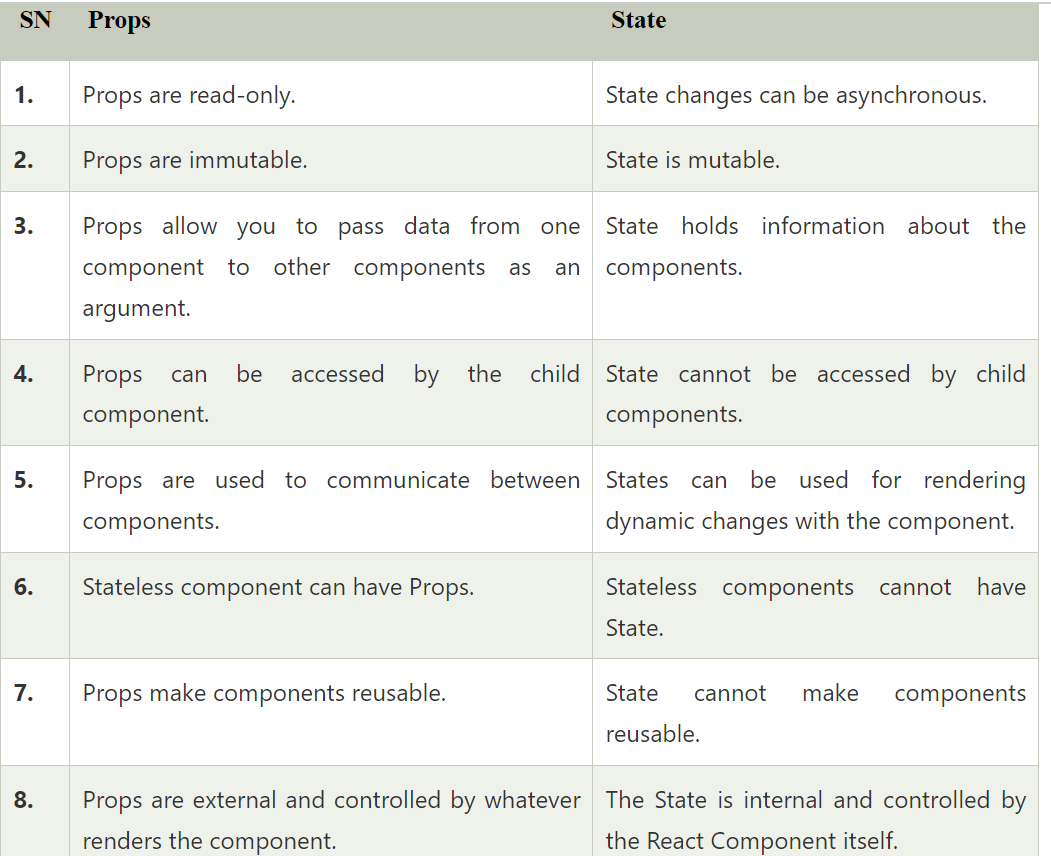 SN Props State
1. Props are read-only. State changes can be asynchronous.
2. Props are immutable. State is mutable.
3. Props allow you to pass data from one State holds information about the
component to other components as an components.
argument.
4. Props can be accessed by the child State cannot be accessed by child
component. components.
5. Props are used to communicate between States can be used for rendering
components. dynamic changes with the component.
6. Stateless component can have Props. Stateless components cannot have
State.
7. Props make components reusable. State cannot make components
reusable.
8. Props are external and controlled by whatever The State is internal and controlled by
renders the component. the React Component itself.